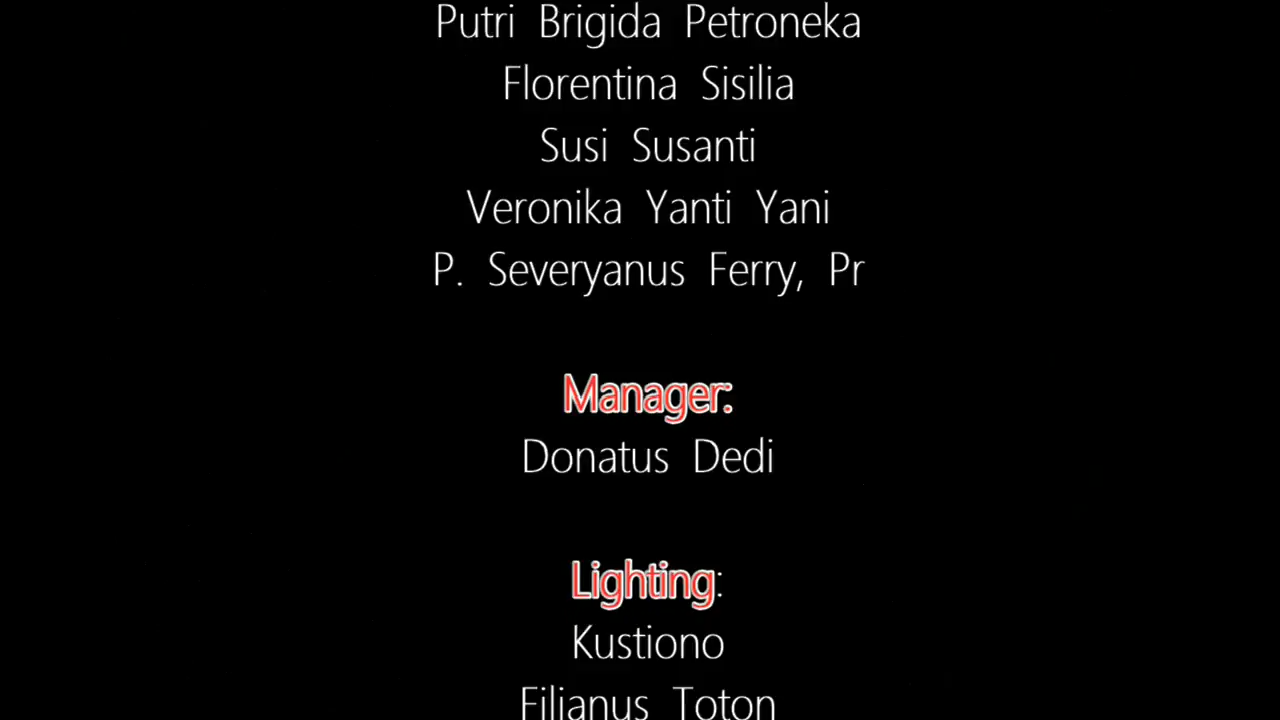 Putri Brigida Petroneka
Florentina Sisilia
Susi Susanti
Veronika Yanti Yani
P. Severyanus Ferry, Pr
Manager:
Donatus Dedi
Lighting:
Kustiono
Filianus Toton